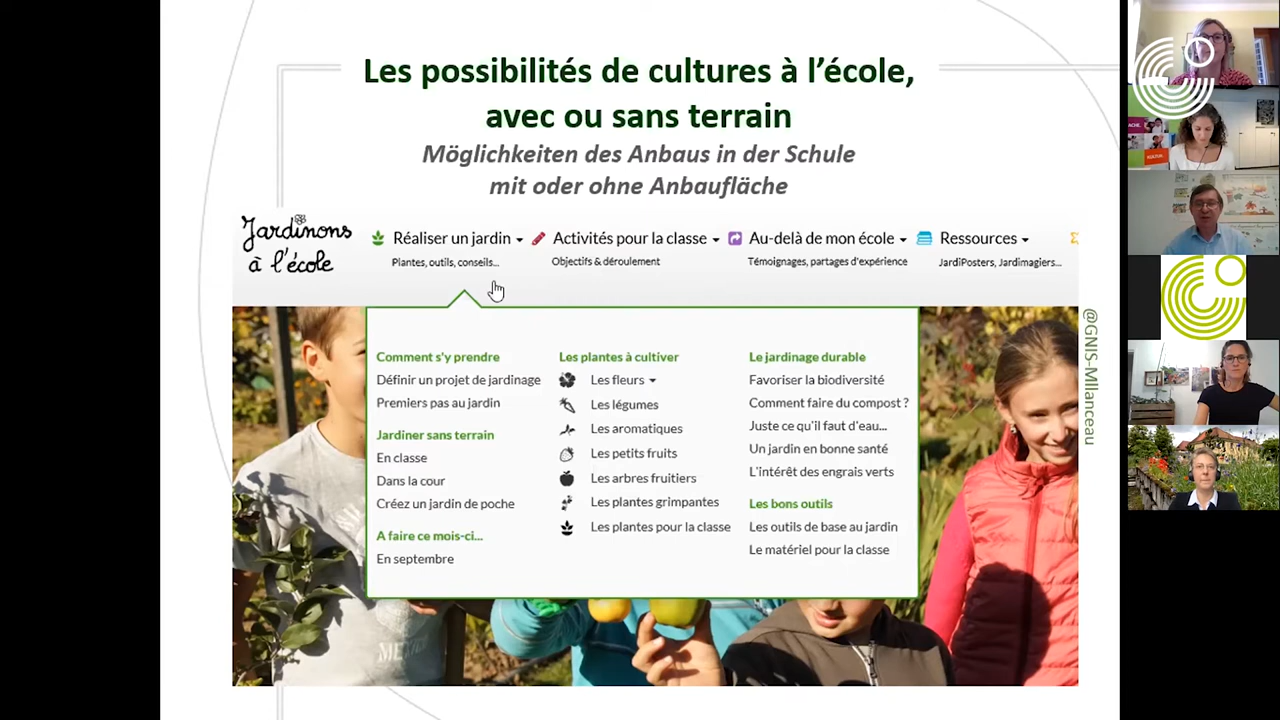 Les possibilités de cultures à l'école,
avec ou sans terrain
Möglichkeiten des Anbaus in der Schule
mit oder ohne Anbaufläche
Jardinons
à l'école
Réaliser un jardin
Plantes, outils, conseils...
Activités pour la classe
Objectifs & déroulement
Au-delà de mon école
Témoignages, partages d'expérience
Ressources
JardiPosters, Jardimagiers...
Comment s'y prendre
Définir un projet de jardinage
Premiers pas au jardin
Jardiner sans terrain
En classe
Dans la cour
Créez un jardin de poche
A faire ce mois-ci...
En septembre
Les plantes à cultiver
Les fleurs
Les légumes
Les aromatiques
Les petits fruits
Les arbres fruitiers
Les plantes grimpantes
Les plantes pour la classe
Le jardinage durable
Favoriser la biodiversité
Comment faire du compost ?
Juste ce qu'il faut d'eau...
Un jardin en bonne santé
L'intérêt des engrais verts
Les bons outils
Les outils de base au jardin
Le matériel pour la classe
@GNIS-MIlanceau
KULTUR.